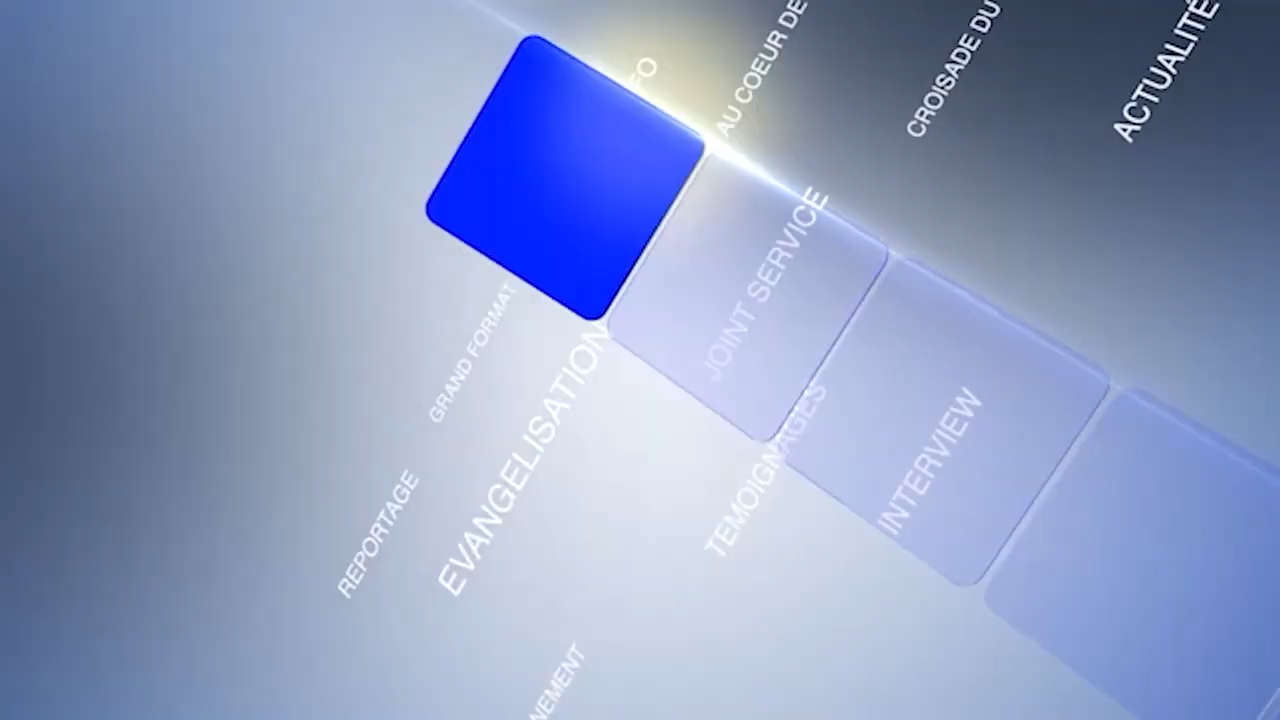 AU COEUR DE
CROISADE DU
ACTUALITÉ
JOINT SERVICE
GRAND FORMAT
EVANGELISATION
TEMOIGNAGES
INTERVIEW
REPORTAGE